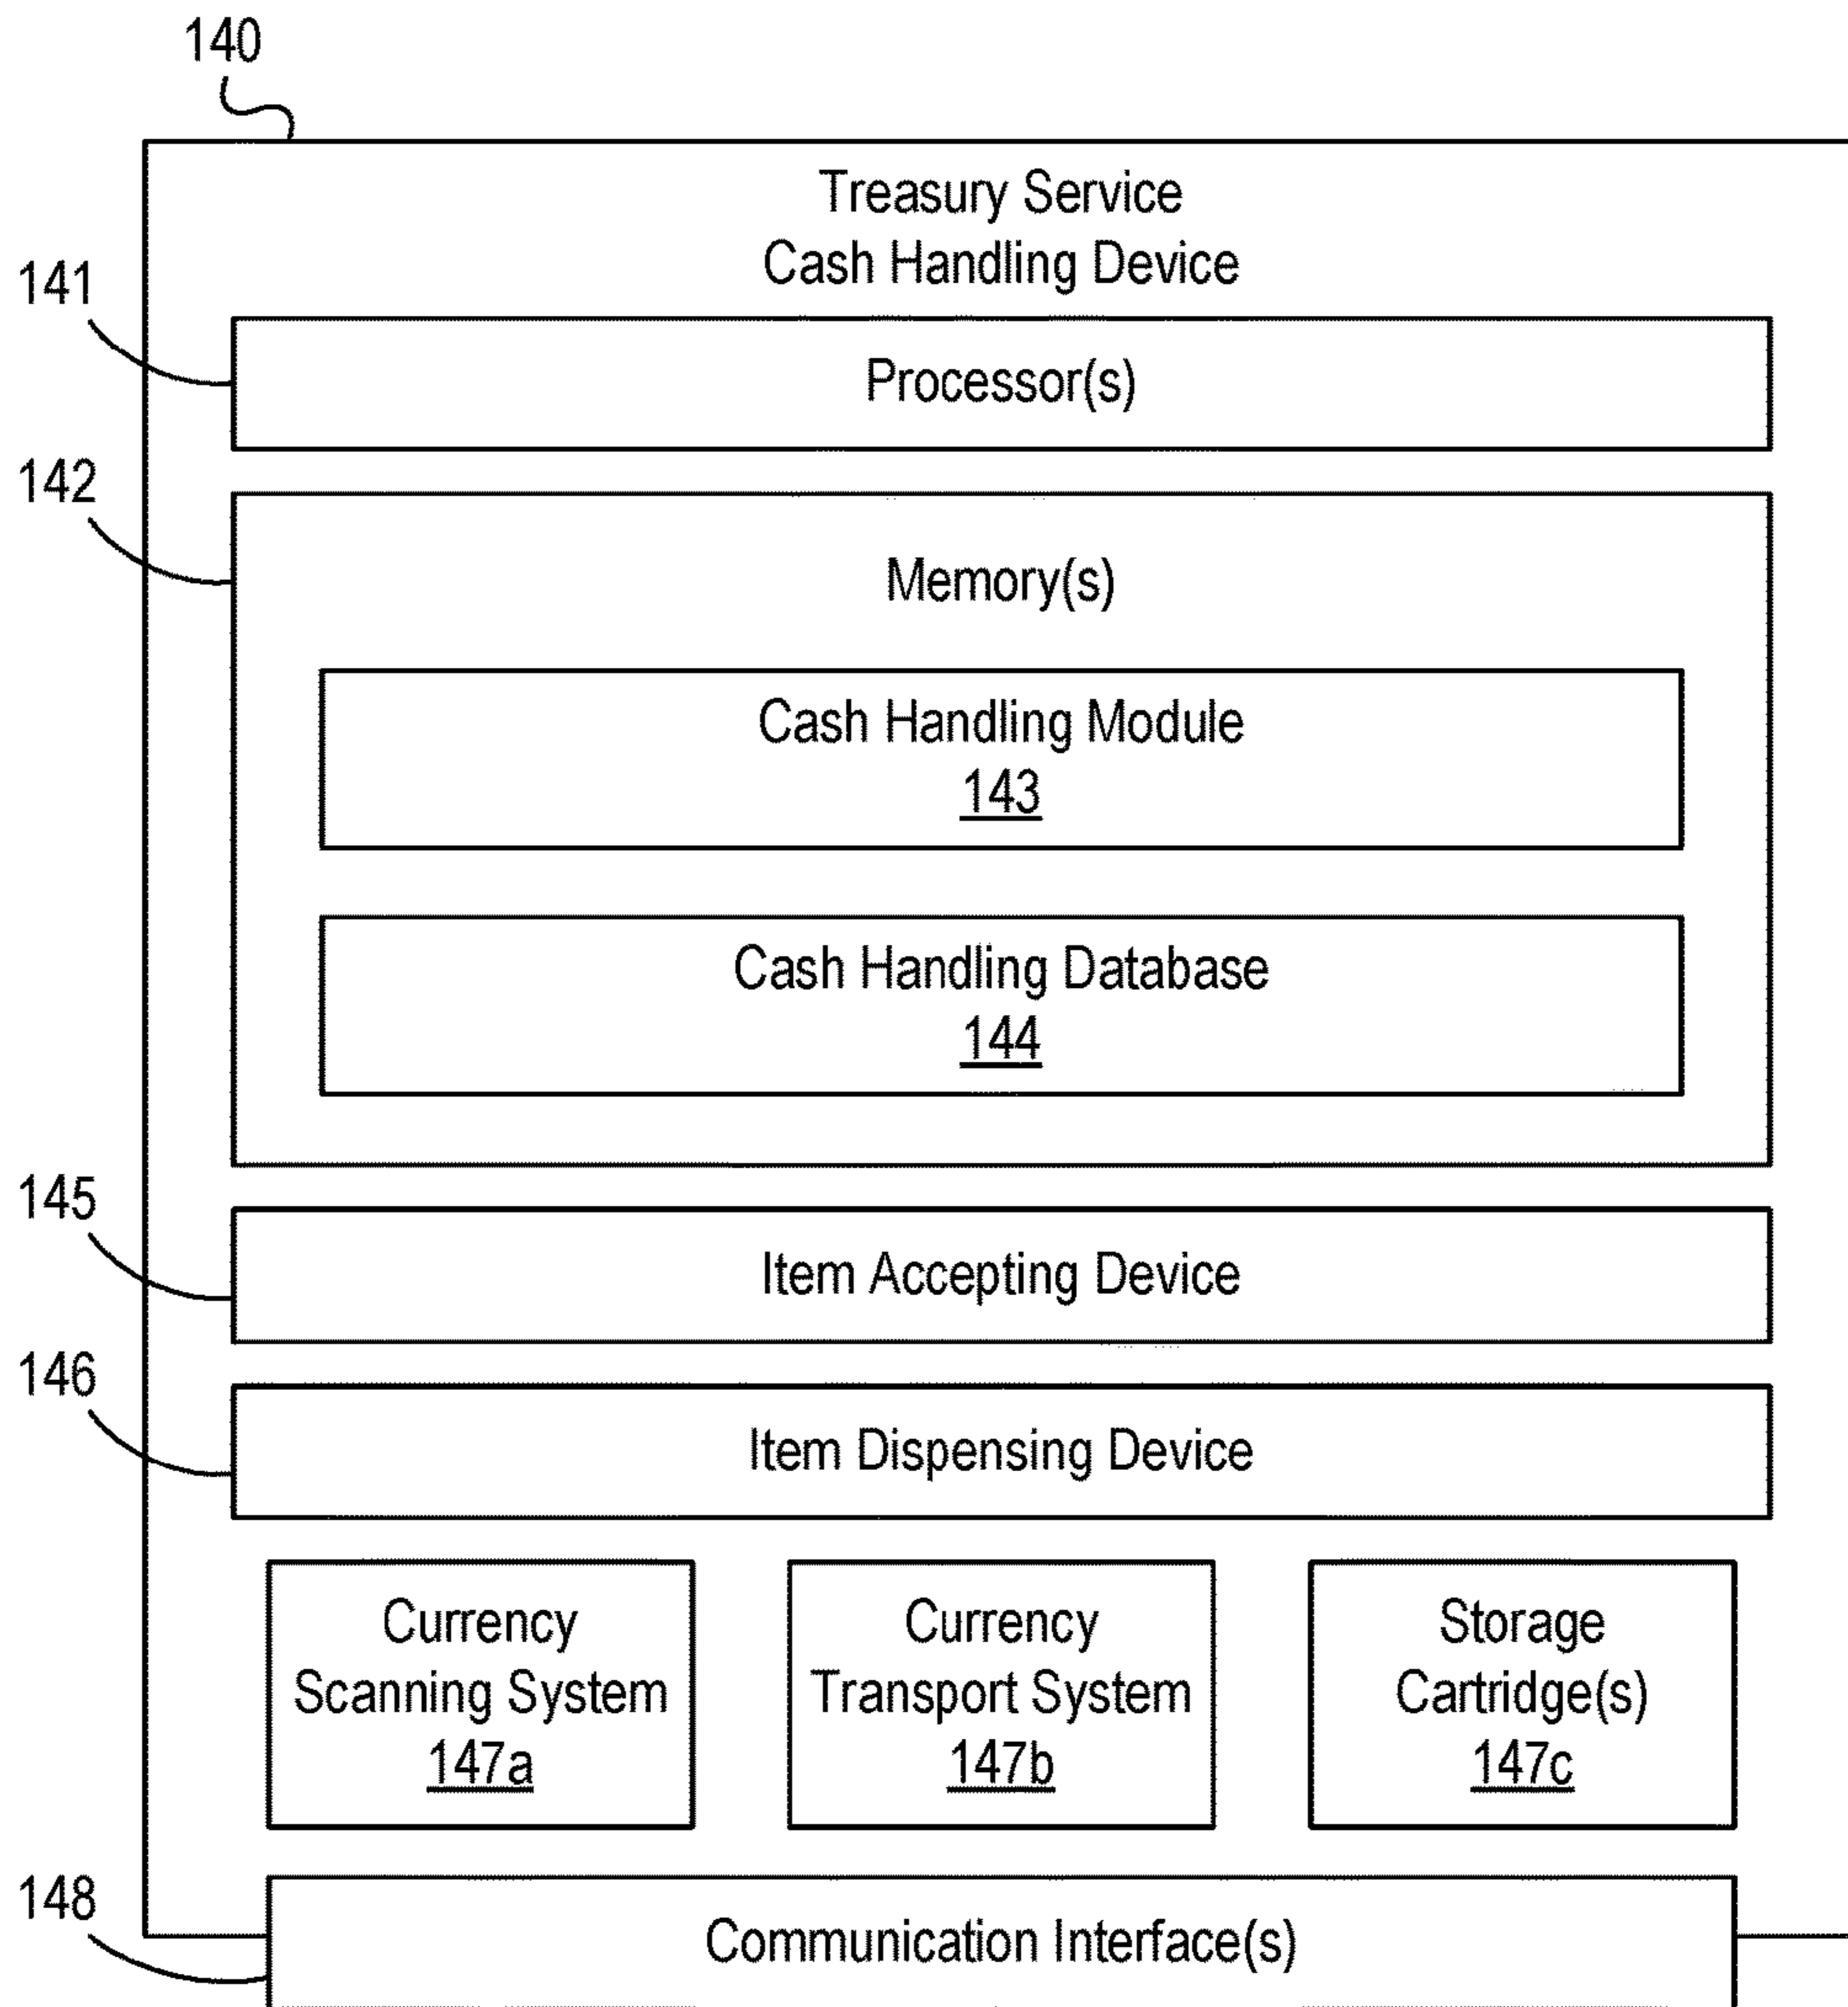 140
Treasury Service
Cash Handling Device
141
Processor(s)
142
Memory(s)
Cash Handling Module
143
Cash Handling Database
144
145
Item Accepting Device
146
Item Dispensing Device
Currency
Scanning System
147a
Currency
Transport System
147b
Storage
Cartridge(s)
147c
148
Communication Interface(s)